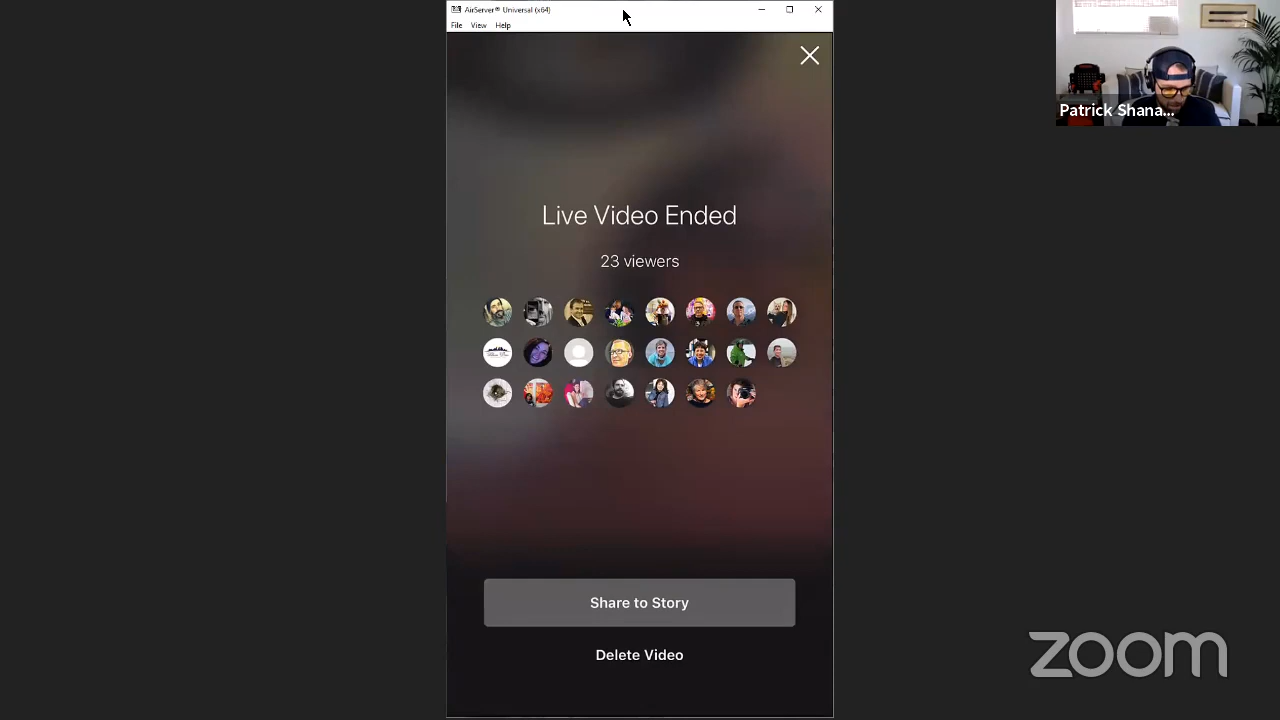 AirServer® Universal (x64)
File View Help
Patrick Shana...
Live Video Ended
23 viewers
Share to Story
Delete Video
zoom